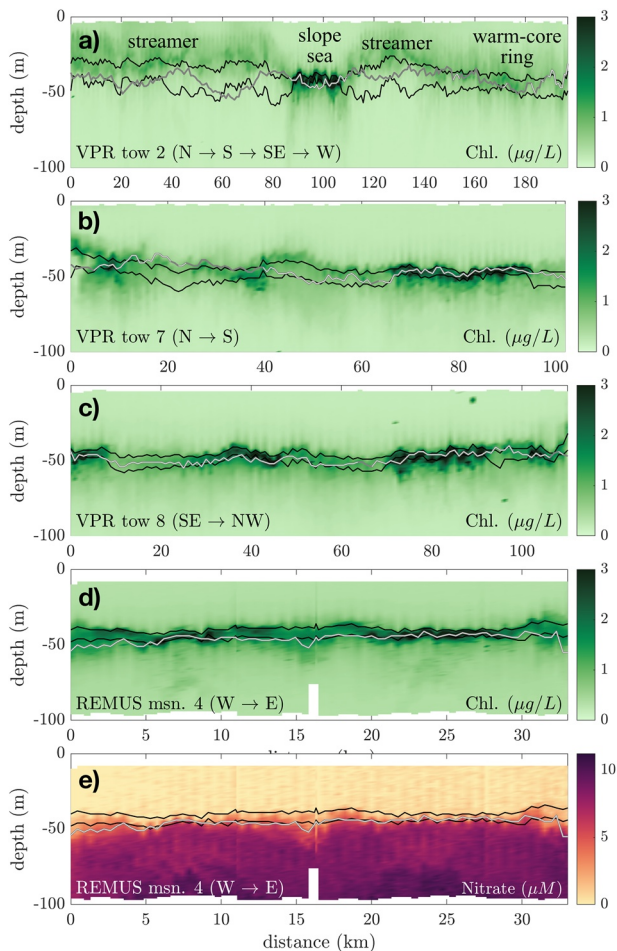 a) streamer slope sea streamer warm-core ring
0
-50
-100
depth (m)
VPR tow 2 (N → S → SE → W)
Chl. (μg/L)
3
2
1
0
0 20 40 60 80 100 120 140 160 180
b)
0
-50
-100
depth (m)
VPR tow 7 (N → S)
Chl. (μg/L)
3
2
1
0
0 20 40 60 80 100
c)
0
-50
-100
depth (m)
VPR tow 8 (SE → NW)
Chl. (μg/L)
3
2
1
0
0 20 40 60 80 100
d)
0
-50
-100
depth (m)
REMUS msn. 4 (W → E)
Chl. (μg/L)
3
2
1
0
0 5 10 15 20 25 30
e)
0
-50
-100
depth (m)
REMUS msn. 4 (W → E)
Nitrate (μM)
10
5
0
0 5 10 15 20 25 30
distance (km)